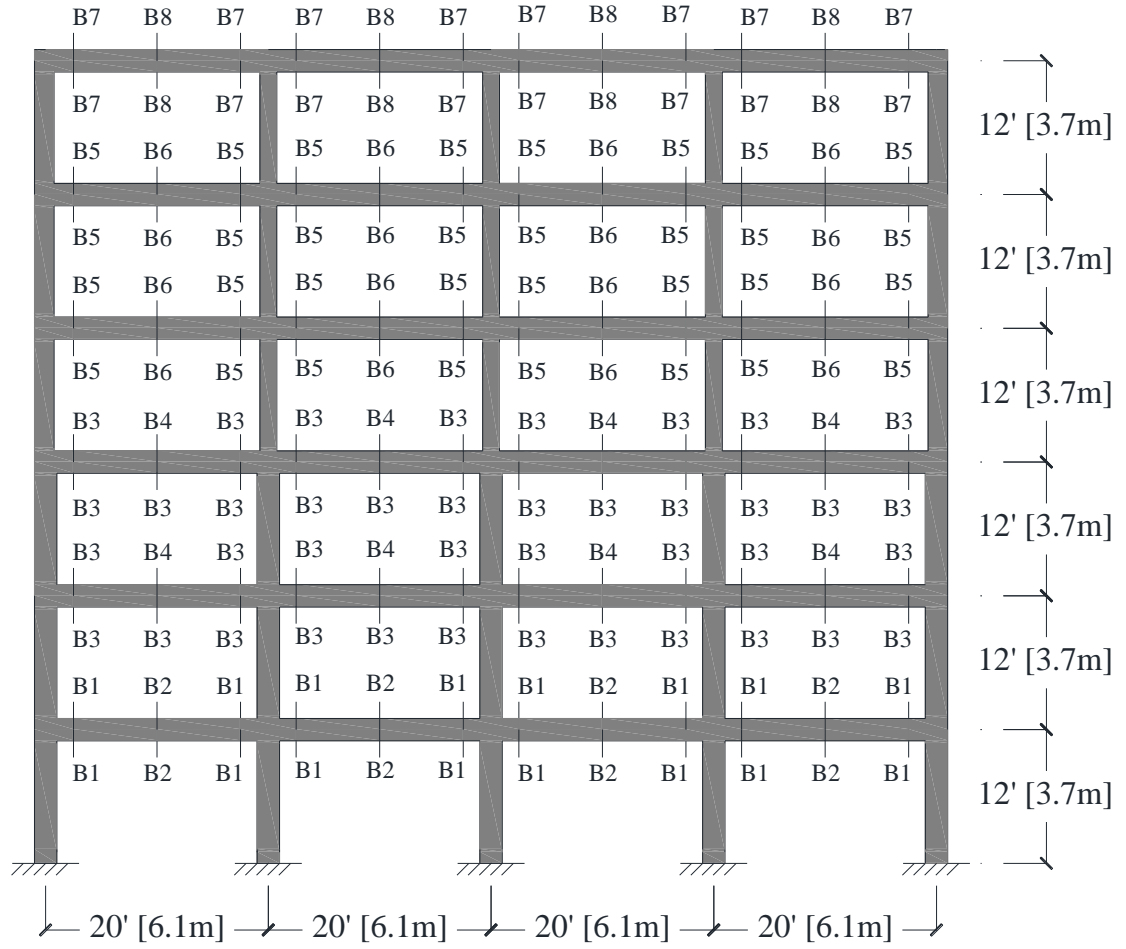 B7 B8 B7 B7 B8 B7 B7 B8 B7 B7 B8 B7
B7 B8 B7 B7 B8 B7 B7 B8 B7 B7 B8 B7
12' [3.7m]
B5 B6 B5 B5 B6 B5 B5 B6 B5 B5 B6 B5
B5 B6 B5 B5 B6 B5 B5 B6 B5 B5 B6 B5
12' [3.7m]
B5 B6 B5 B5 B6 B5 B5 B6 B5 B5 B6 B5
B5 B6 B5 B5 B6 B5 B5 B6 B5 B5 B6 B5
12' [3.7m]
B3 B4 B3 B3 B4 B3 B3 B4 B3 B3 B4 B3
B3 B3 B3 B3 B3 B3 B3 B3 B3 B3 B3 B3
12' [3.7m]
B3 B4 B3 B3 B4 B3 B3 B4 B3 B3 B4 B3
B3 B3 B3 B3 B3 B3 B3 B3 B3 B3 B3 B3
12' [3.7m]
B1 B2 B1 B1 B2 B1 B1 B2 B1 B1 B2 B1
B1 B2 B1 B1 B2 B1 B1 B2 B1 B1 B2 B1
12' [3.7m]
20' [6.1m] 20' [6.1m] 20' [6.1m] 20' [6.1m]